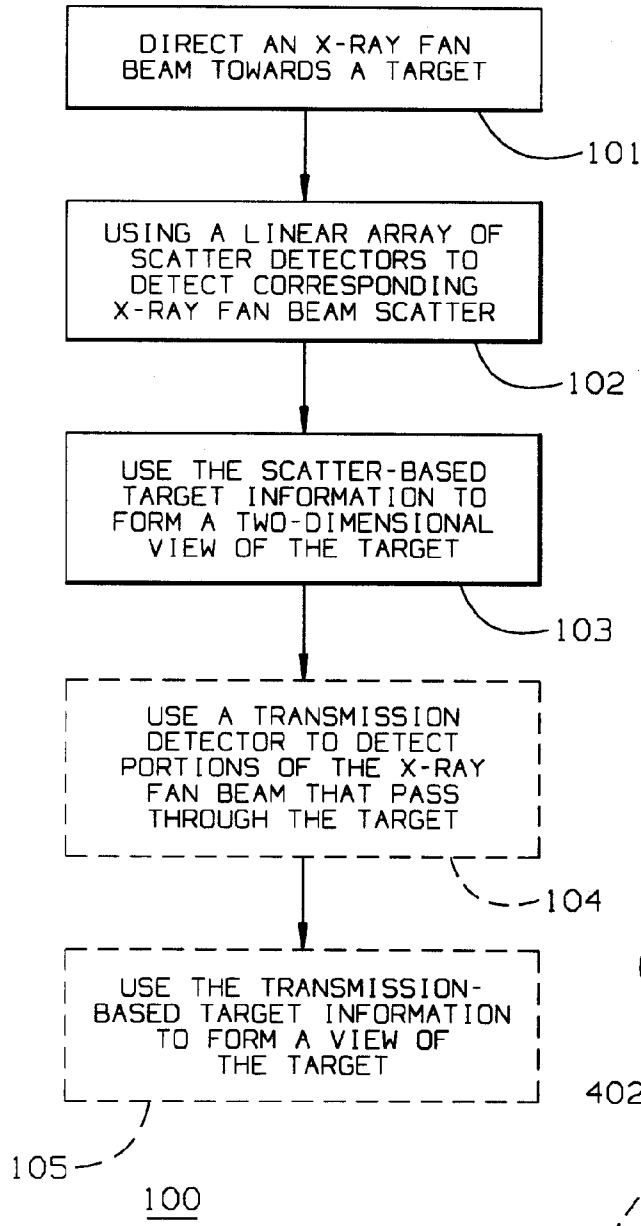 DIRECT AN X-RAY FAN
BEAM TOWARDS A TARGET
101
USING A LINEAR ARRAY OF
SCATTER DETECTORS TO
DETECT CORRESPONDING
X-RAY FAN BEAM SCATTER
102
USE THE SCATTER-BASED
TARGET INFORMATION TO
FORM A TWO-DIMENSIONAL
VIEW OF THE TARGET
103
USE A TRANSMISSION
DETECTOR TO DETECT
PORTIONS OF THE X-RAY
FAN BEAM THAT PASS
THROUGH THE TARGET
104
USE THE TRANSMISSION-
BASED TARGET INFORMATION
TO FORM A VIEW OF
THE TARGET
402
105
100